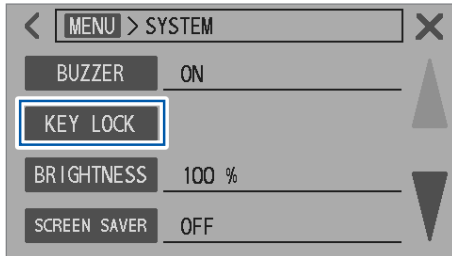 MENU > SYSTEM
BUZZER ON
KEY LOCK
BRIGHTNESS 100 %
SCREEN SAVER OFF